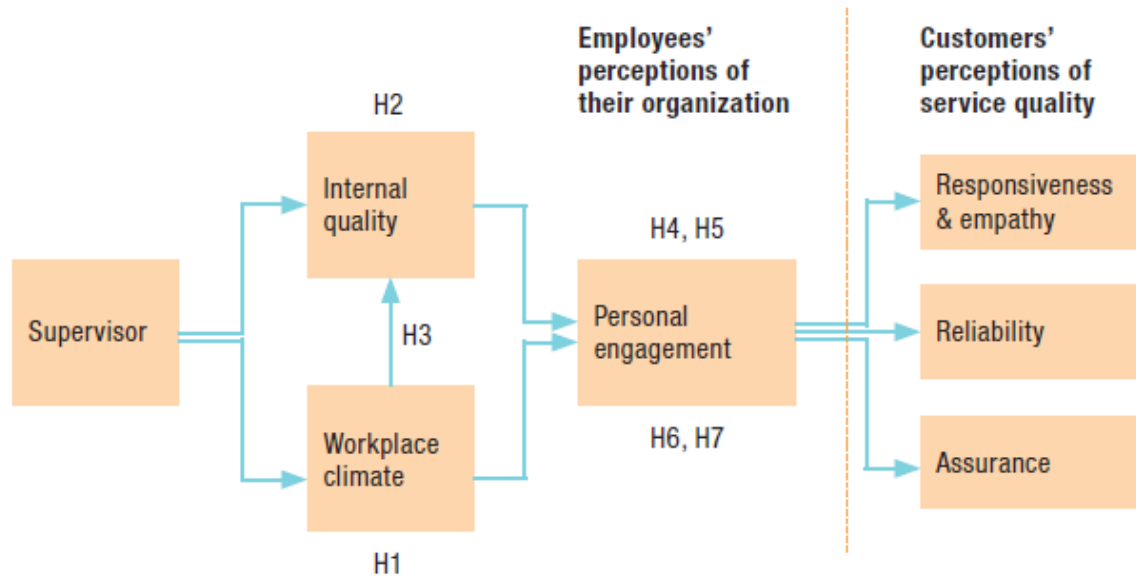 Employees’
perceptions of
their organization
Customers’
perceptions of
service quality
H2
Internal
quality
Responsiveness
& empathy
H4, H5
Supervisor
H3
Personal
engagement
Reliability
Workplace
climate
H6, H7
Assurance
H1